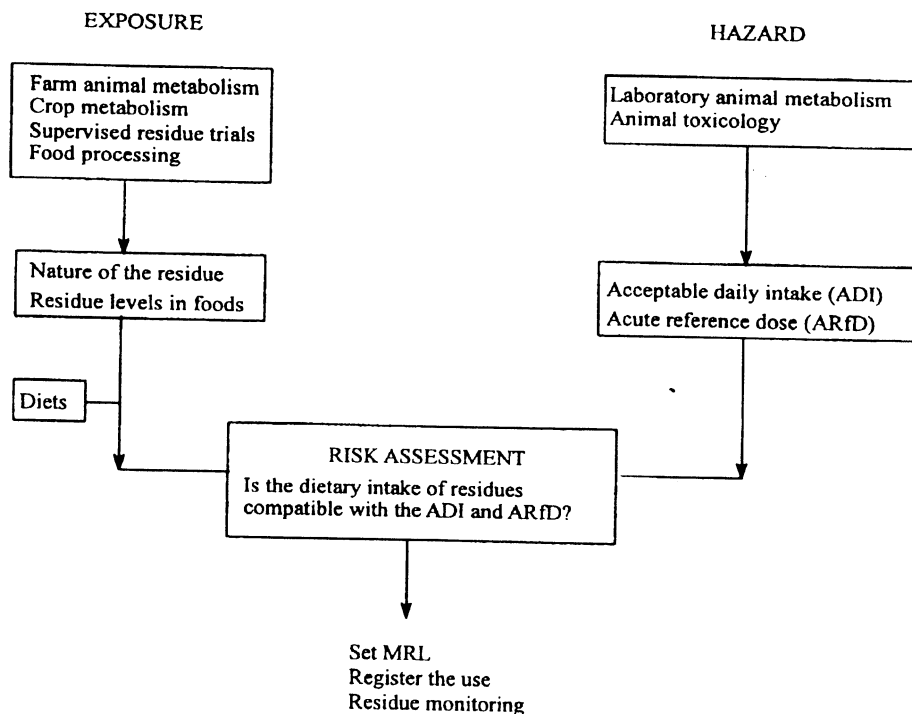 EXPOSURE
Farm animal metabolism
Crop metabolism
Supervised residue trials
Food processing
Nature of the residue
Residue levels in foods
Diets
HAZARD
Laboratory animal metabolism
Animal toxicology
Acceptable daily intake (ADI)
Acute reference dose (ARfD)
RISK ASSESSMENT
Is the dietary intake of residues
compatible with the ADI and ARfD?
Set MRL
Register the use
Residue monitoring